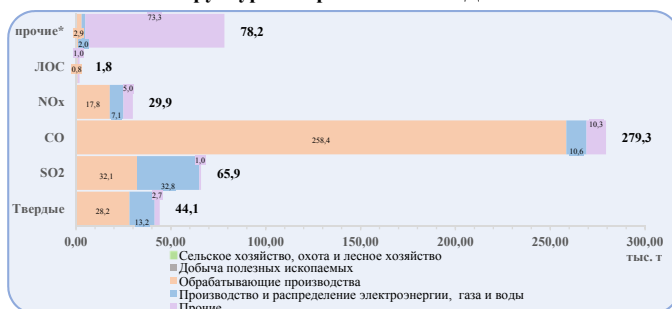 прочие*
73,3
2,9
2,0
78,2
ЛОС
1,0
0,8
1,8
NOx
17,8
7,1
5,0
29,9
CO
258,4
10,6
10,3
279,3
SO2
32,1
32,8
1,0
65,9
Твердые
28,2
13,2
2,7
44,1
0,00 50,00 100,00 150,00 200,00 250,00 300,00
тыс. т
Сельское хозяйство, охота и лесное хозяйство
Добыча полезных ископаемых
Обрабатывающие производства
Производство и распределение электроэнергии, газа и воды
Прочие